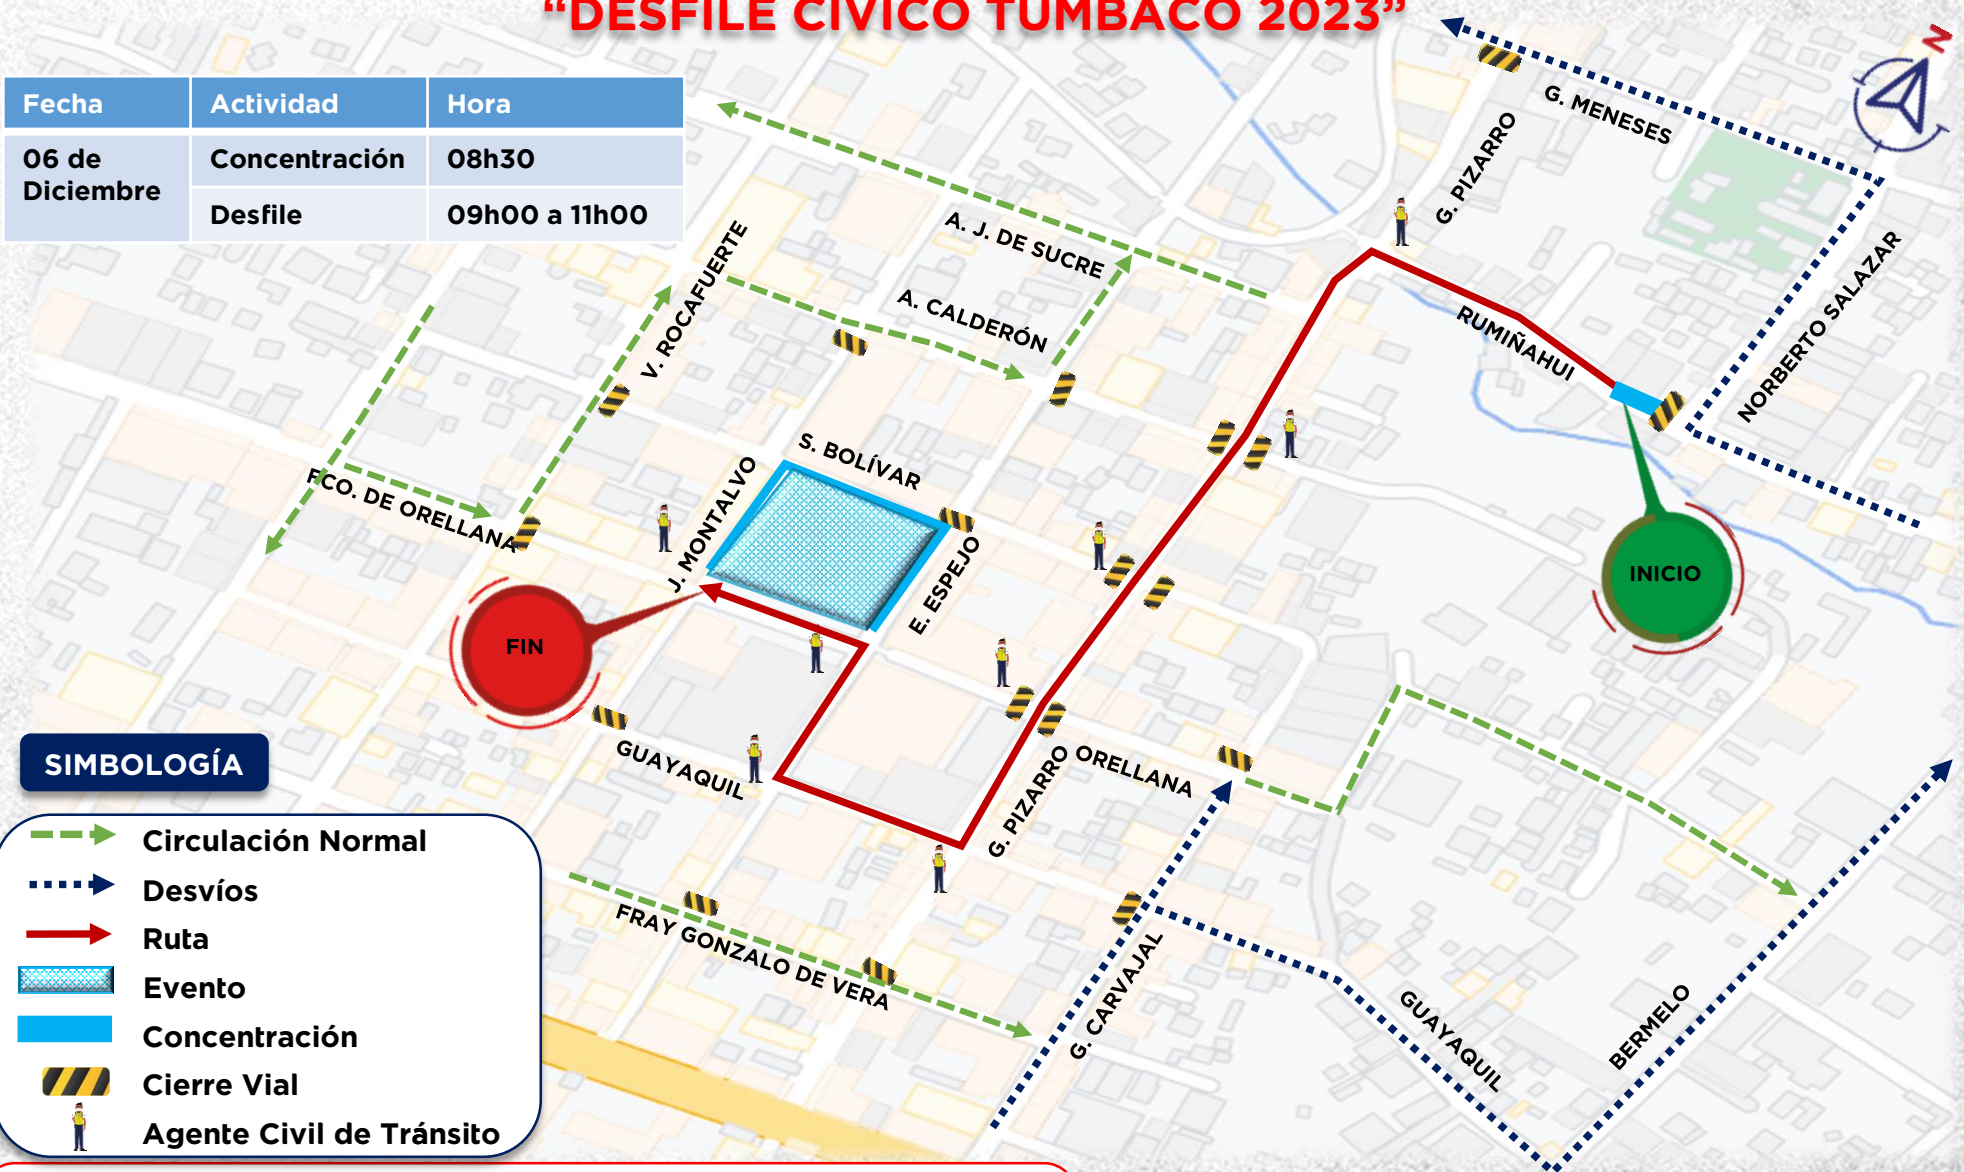 “DESFILE CÍVICO TUMBACO 2023”
Fecha Actividad Hora
06 de Diciembre Concentración 08h30
Desfile 09h00 a 11h00
N
G. MENESES
G. PIZARRO
NORBERTO SALAZAR
RUMIÑAHUI
A. J. DE SUCRE
A. CALDERÓN
V. ROCAFUERTE
S. BOLÍVAR
J. MONTALVO
E. ESPEJO
FCO. DE ORELLANA
INICIO
FIN
GUAYAQUIL
G. PIZARRO
ORELLANA
FRAY GONZALO DE VERA
G. CARVAJAL
GUAYAQUIL
BERMELO
SIMBOLOGÍA
Circulación Normal
Desvíos
Ruta
Evento
Concentración
Cierre Vial
Agente Civil de Tránsito